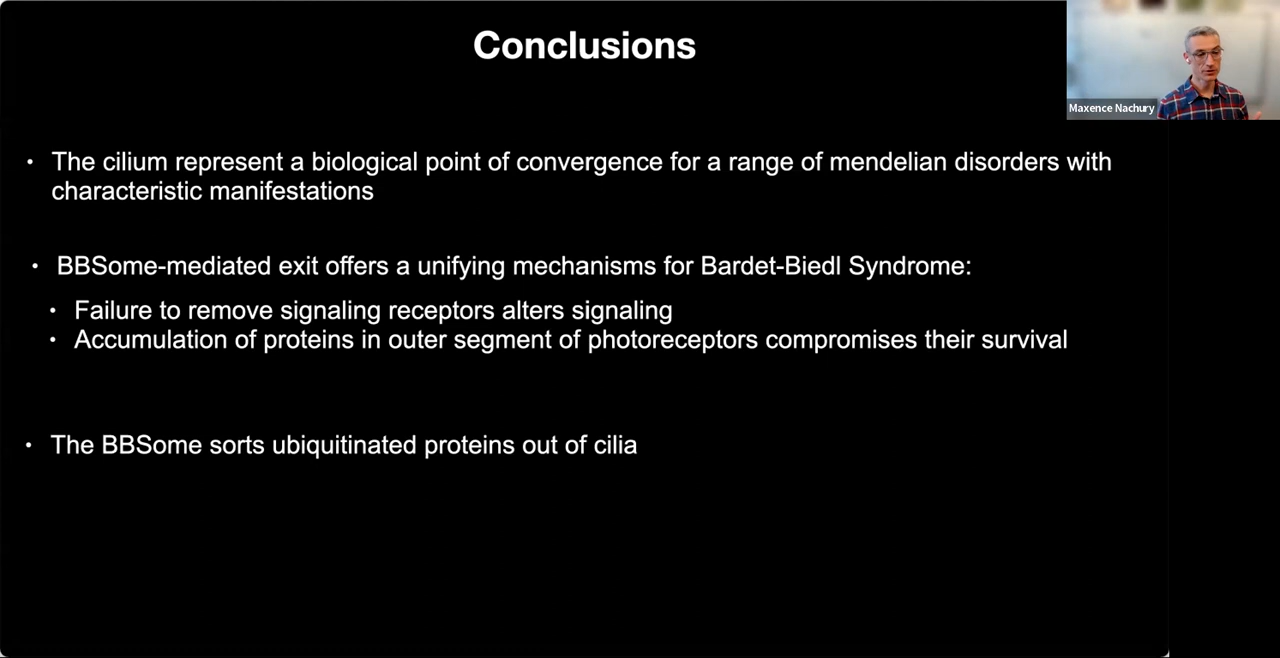 Conclusions
Maxence Nachury
• The cilium represent a biological point of convergence for a range of mendelian disorders with
characteristic manifestations
• BBSome-mediated exit offers a unifying mechanisms for Bardet-Biedl Syndrome:
• Failure to remove signaling receptors alters signaling
• Accumulation of proteins in outer segment of photoreceptors compromises their survival
• The BBSome sorts ubiquitinated proteins out of cilia